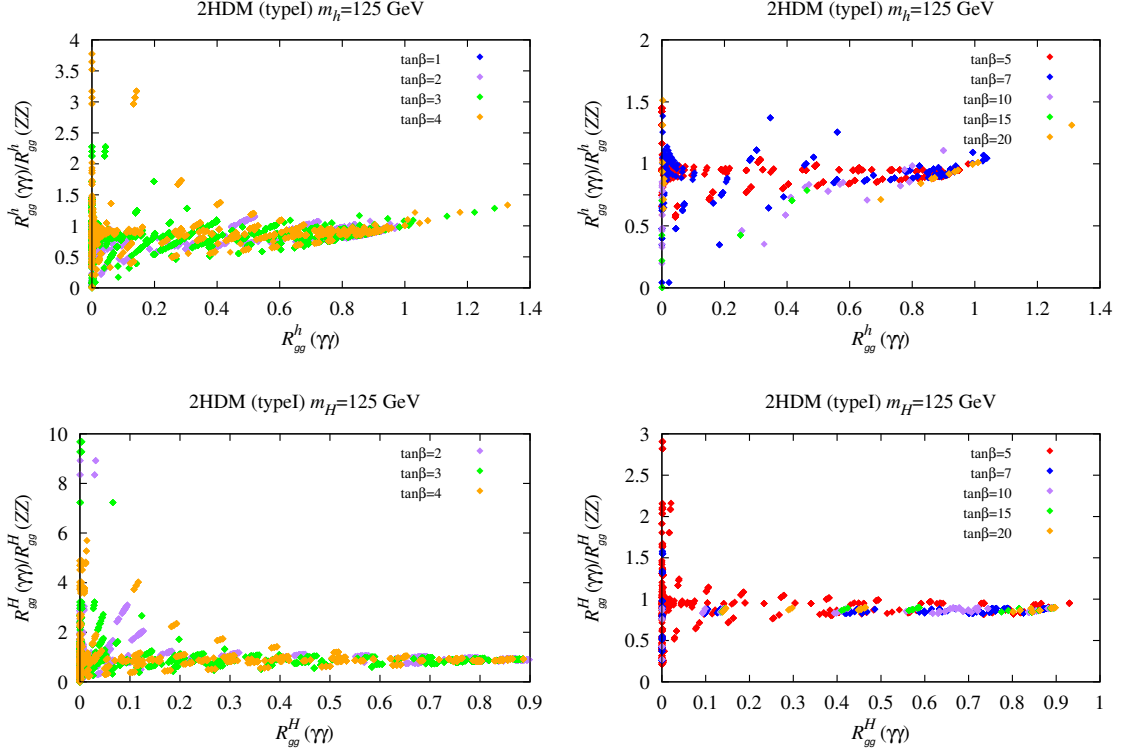 2HDM (typeI) m_h=125 GeV
4
3.5
3
2.5
2
1.5
1
0.5
0
R^h_gg (γγ)/R^h_gg (ZZ)
tanβ=1
tanβ=2
tanβ=3
tanβ=4
0 0.2 0.4 0.6 0.8 1 1.2 1.4
R^h_gg (γγ)
2HDM (typeI) m_h=125 GeV
2
1.5
1
0.5
0
R^h_gg (γγ)/R^h_gg (ZZ)
tanβ=5
tanβ=7
tanβ=10
tanβ=15
tanβ=20
0 0.2 0.4 0.6 0.8 1 1.2 1.4
R^h_gg (γγ)
2HDM (typeI) m_H=125 GeV
10
8
6
4
2
0
R^H_gg (γγ)/R^H_gg (ZZ)
tanβ=2
tanβ=3
tanβ=4
0 0.1 0.2 0.3 0.4 0.5 0.6 0.7 0.8 0.9
R^H_gg (γγ)
2HDM (typeI) m_H=125 GeV
3
2.5
2
1.5
1
0.5
0
R^H_gg (γγ)/R^H_gg (ZZ)
tanβ=5
tanβ=7
tanβ=10
tanβ=15
tanβ=20
0 0.1 0.2 0.3 0.4 0.5 0.6 0.7 0.8 0.9 1
R^H_gg (γγ)